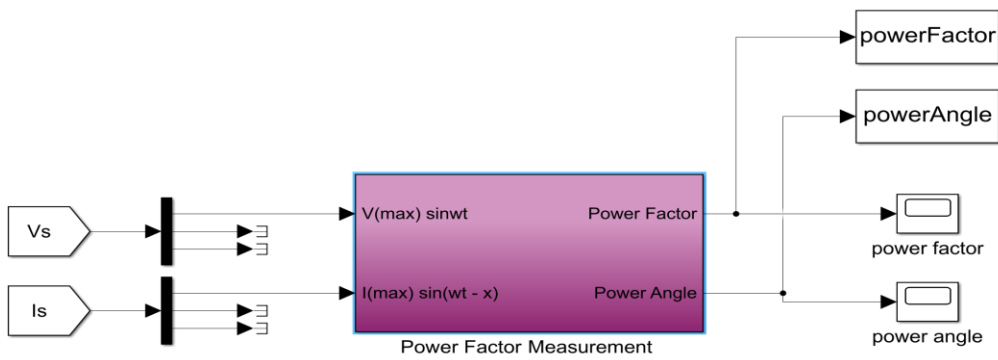 powerFactor
powerAngle
V(max) sinwt
Power Factor
Vs
power factor
I(max) sin(wt - x)
Power Angle
Is
power angle
Power Factor Measurement